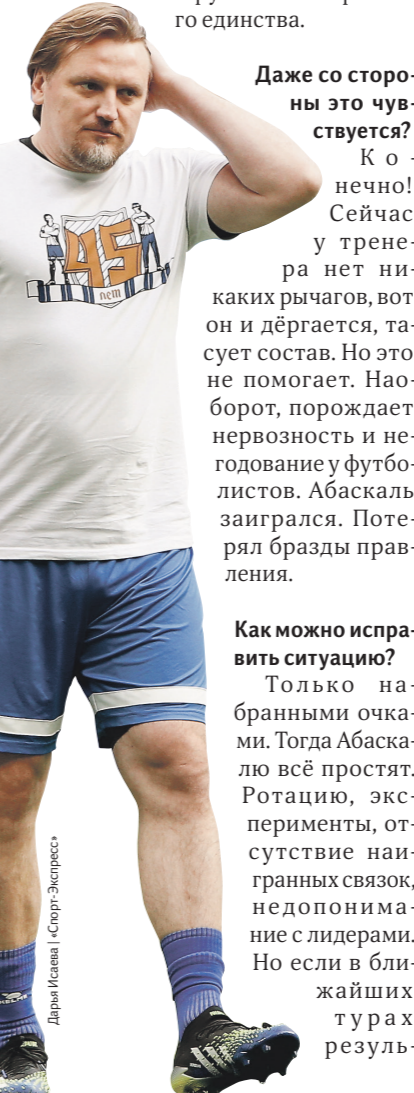 го единства.
Даже со сторо-
ны это чув-
ствуется?
Ко-
нечно!
Сейчас
у трене-
ра нет ни-
каких рычагов, вот
он и дёргается, та-
сует состав. Но это
не помогает. Нао-
борот, порождает
нервозность и не-
годование у футбо-
листов. Абаскаль
заигрался. Поте-
рял бразды прав-
ления.
Как можно испра-
вить ситуацию?
Только на-
бранными очка-
ми. Тогда Абаска-
лю всё простят.
Ротацию, экс-
перименты, от-
сутствие наи-
гранных связок,
недопонима-
ние с лидерами.
Но если в бли-
жайших
турах
резуль-
45
лет
Дарья Исаева | «Спорт-Экспресс»